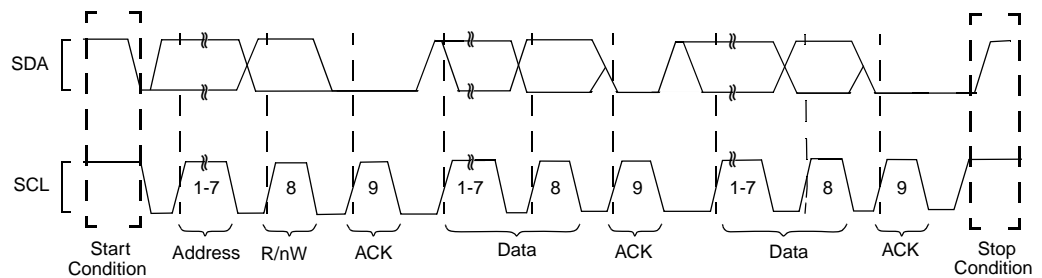 SDA
SCL
1-7
8
9
1-7
8
9
1-7
8
9
Start
Condition
Address
R/nW
ACK
Data
ACK
Data
ACK
Stop
Condition